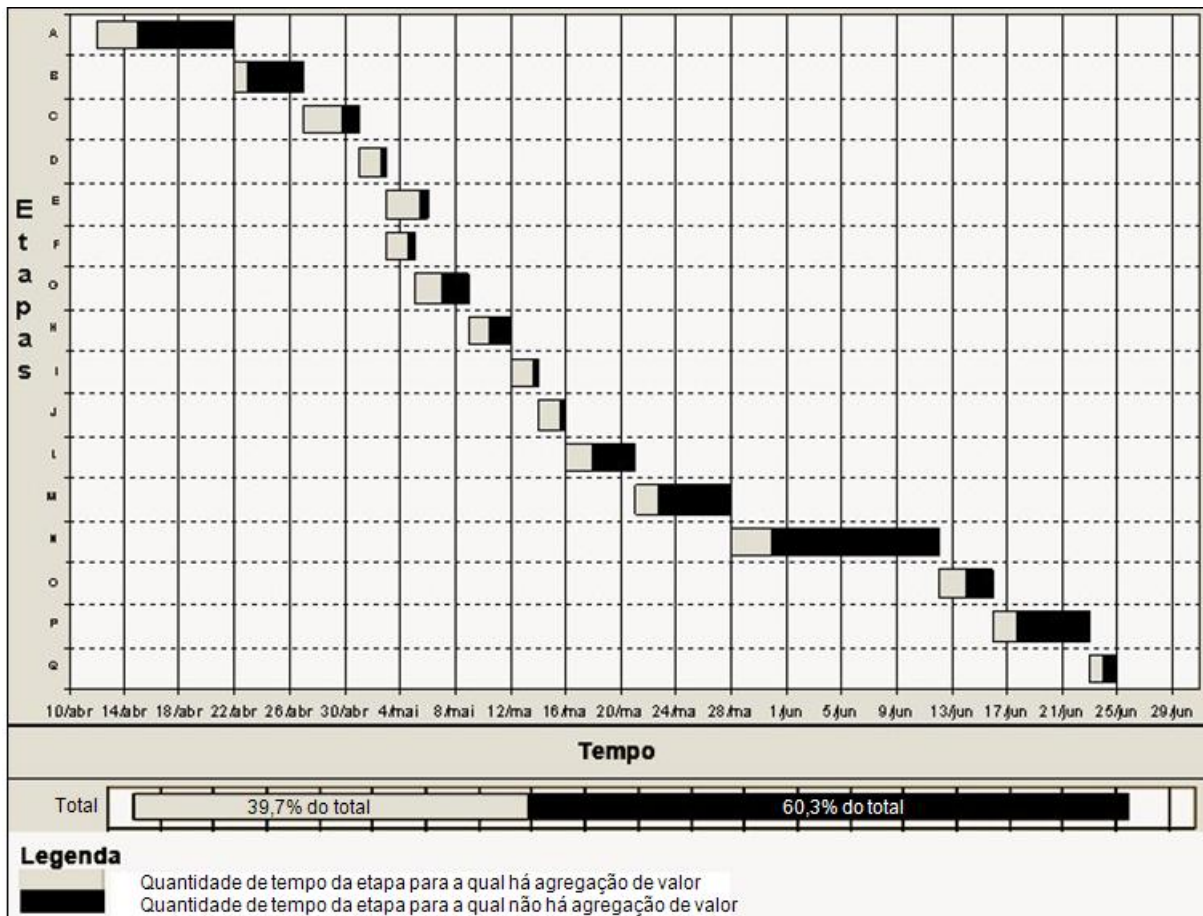 Etapas
A
B
C
D
E
F
G
H
I
J
L
M
N
O
P
Q
10/abr 14/abr 18/abr 22/abr 26/abr 30/abr 4/mai 8/mai 12/ma 16/ma 20/ma 24/ma 28/ma 1/jun 5/jun 9/jun 13/jun 17/jun 21/jun 25/jun 29/jun
Tempo
Total 39,7% do total 60,3% do total
Legenda
Quantidade de tempo da etapa para a qual há agregação de valor
Quantidade de tempo da etapa para a qual não há agregação de valor